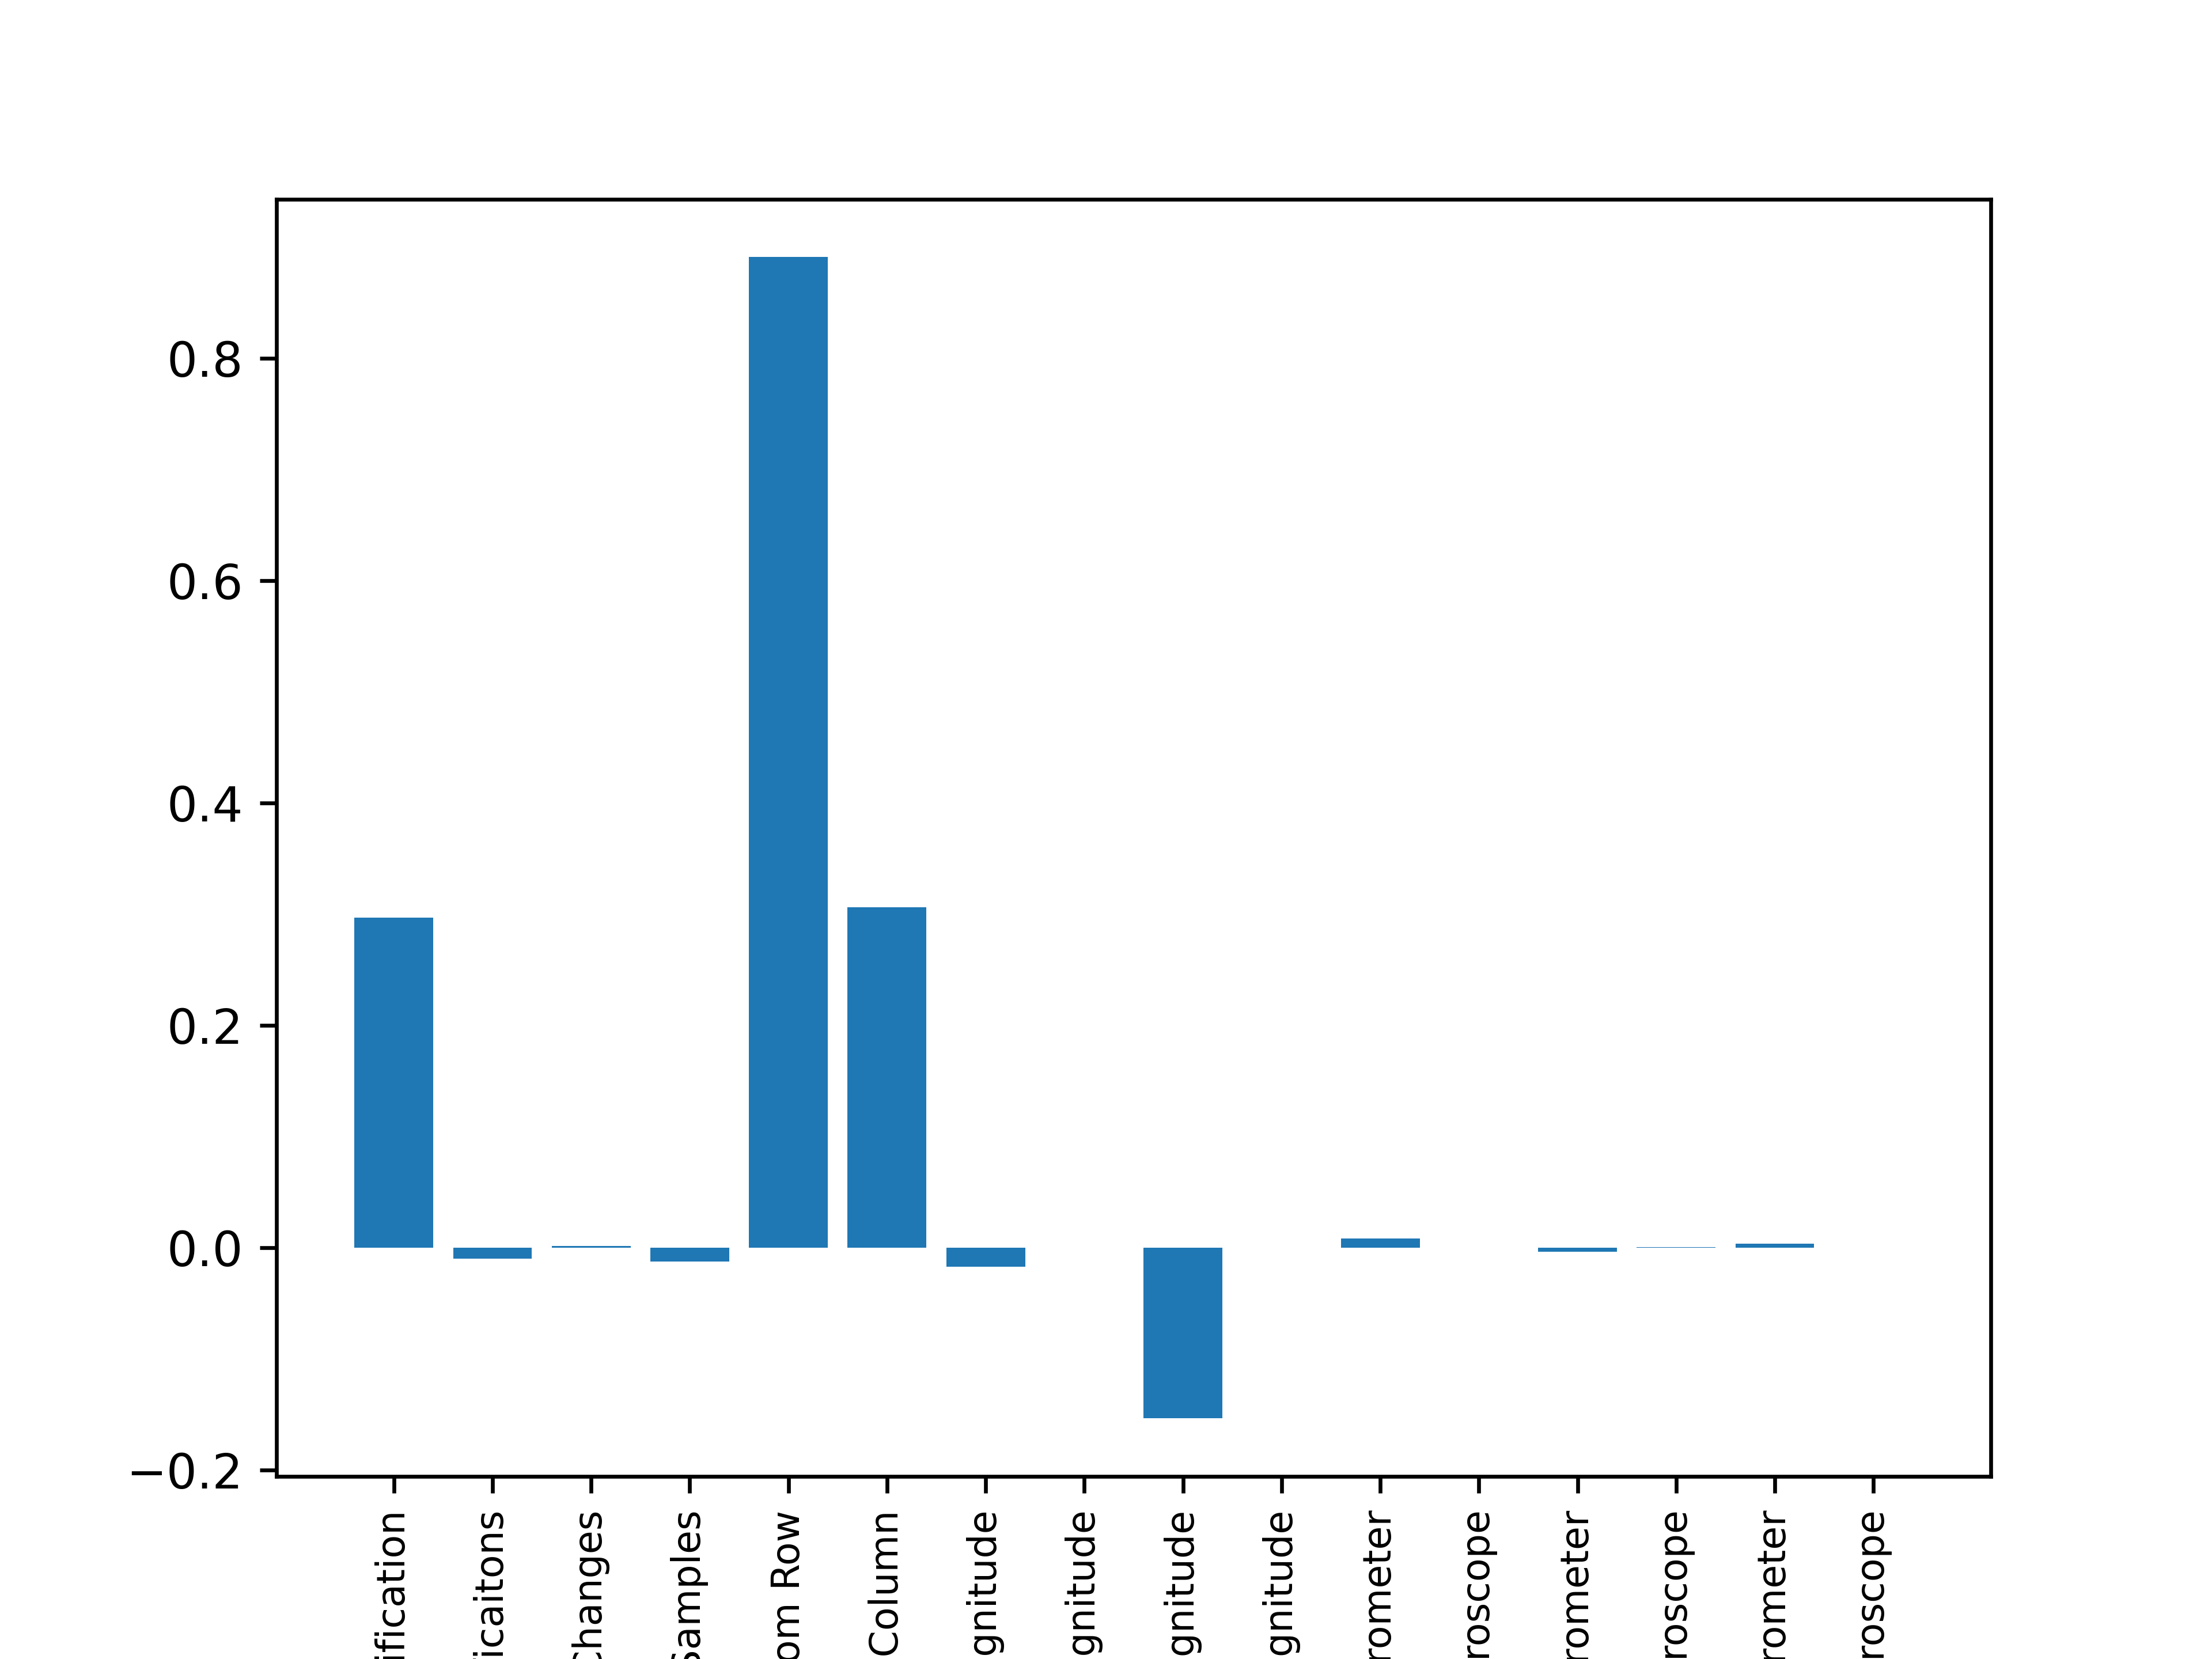 0.8
0.6
0.4
0.2
0.0
−0.2
ification
icaitons
hanges
Samples
om Row
Column
gnitude
gnitude
gnitude
gnitude
rometer
roscope
rometer
roscope
rometer
roscope